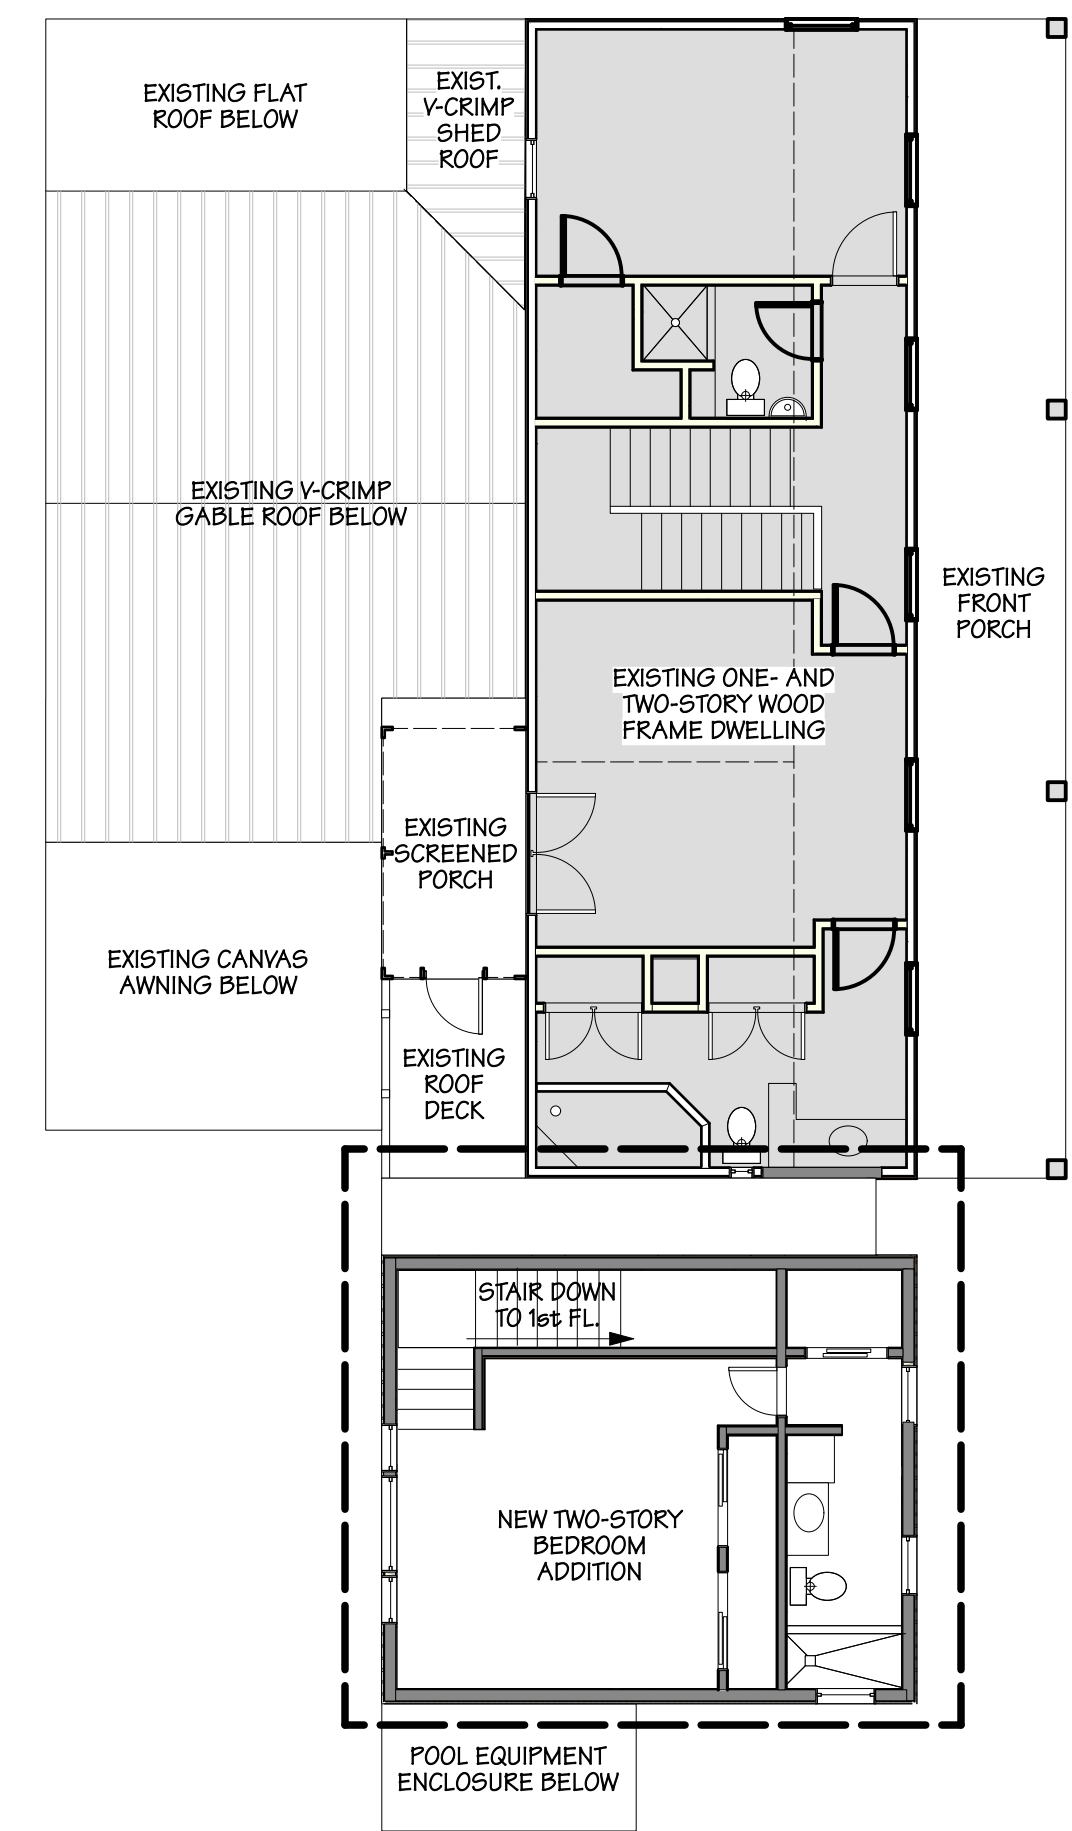 EXISTING FLAT
ROOF BELOW
EXIST.
V-CRIMP
SHED
ROOF
EXISTING V-CRIMP
GABLE ROOF BELOW
EXISTING
FRONT
PORCH
EXISTING ONE- AND
TWO-STORY WOOD
FRAME DWELLING
EXISTING
SCREENED
PORCH
EXISTING CANVAS
AWNING BELOW
EXISTING
ROOF
DECK
STAIR DOWN
TO 1st FL.
NEW TWO-STORY
BEDROOM
ADDITION
POOL EQUIPMENT
ENCLOSURE BELOW